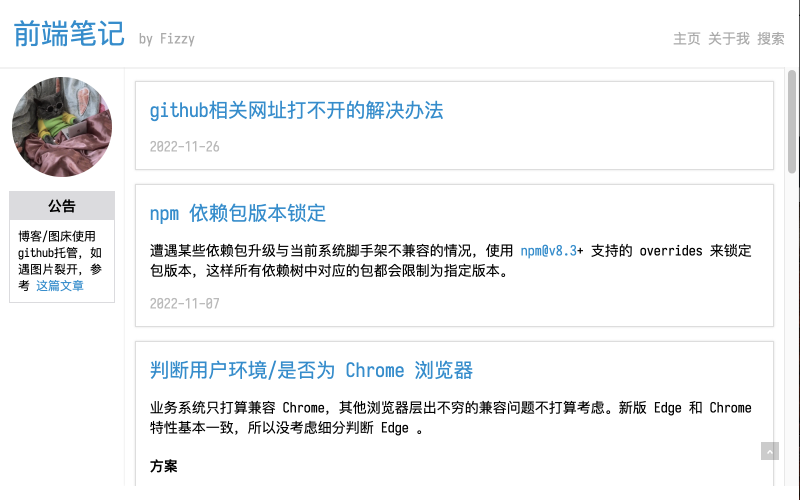 前端笔记 by Fizzy
主页 关于我 搜索
公告
博客/图床使用
github托管，如
遇图片裂开，参
考 这篇文章
github相关网址打不开的解决办法
2022-11-26
npm 依赖包版本锁定
遭遇某些依赖包升级与当前系统脚手架不兼容的情况，使用 npm@v8.3+ 支持的 overrides 来锁定
包版本，这样所有依赖树中对应的包都会限制为指定版本。
2022-11-07
判断用户环境/是否为 Chrome 浏览器
业务系统只打算兼容 Chrome，其他浏览器层出不穷的兼容问题不打算考虑。新版 Edge 和 Chrome
特性基本一致，所以没考虑细分判断 Edge 。
方案